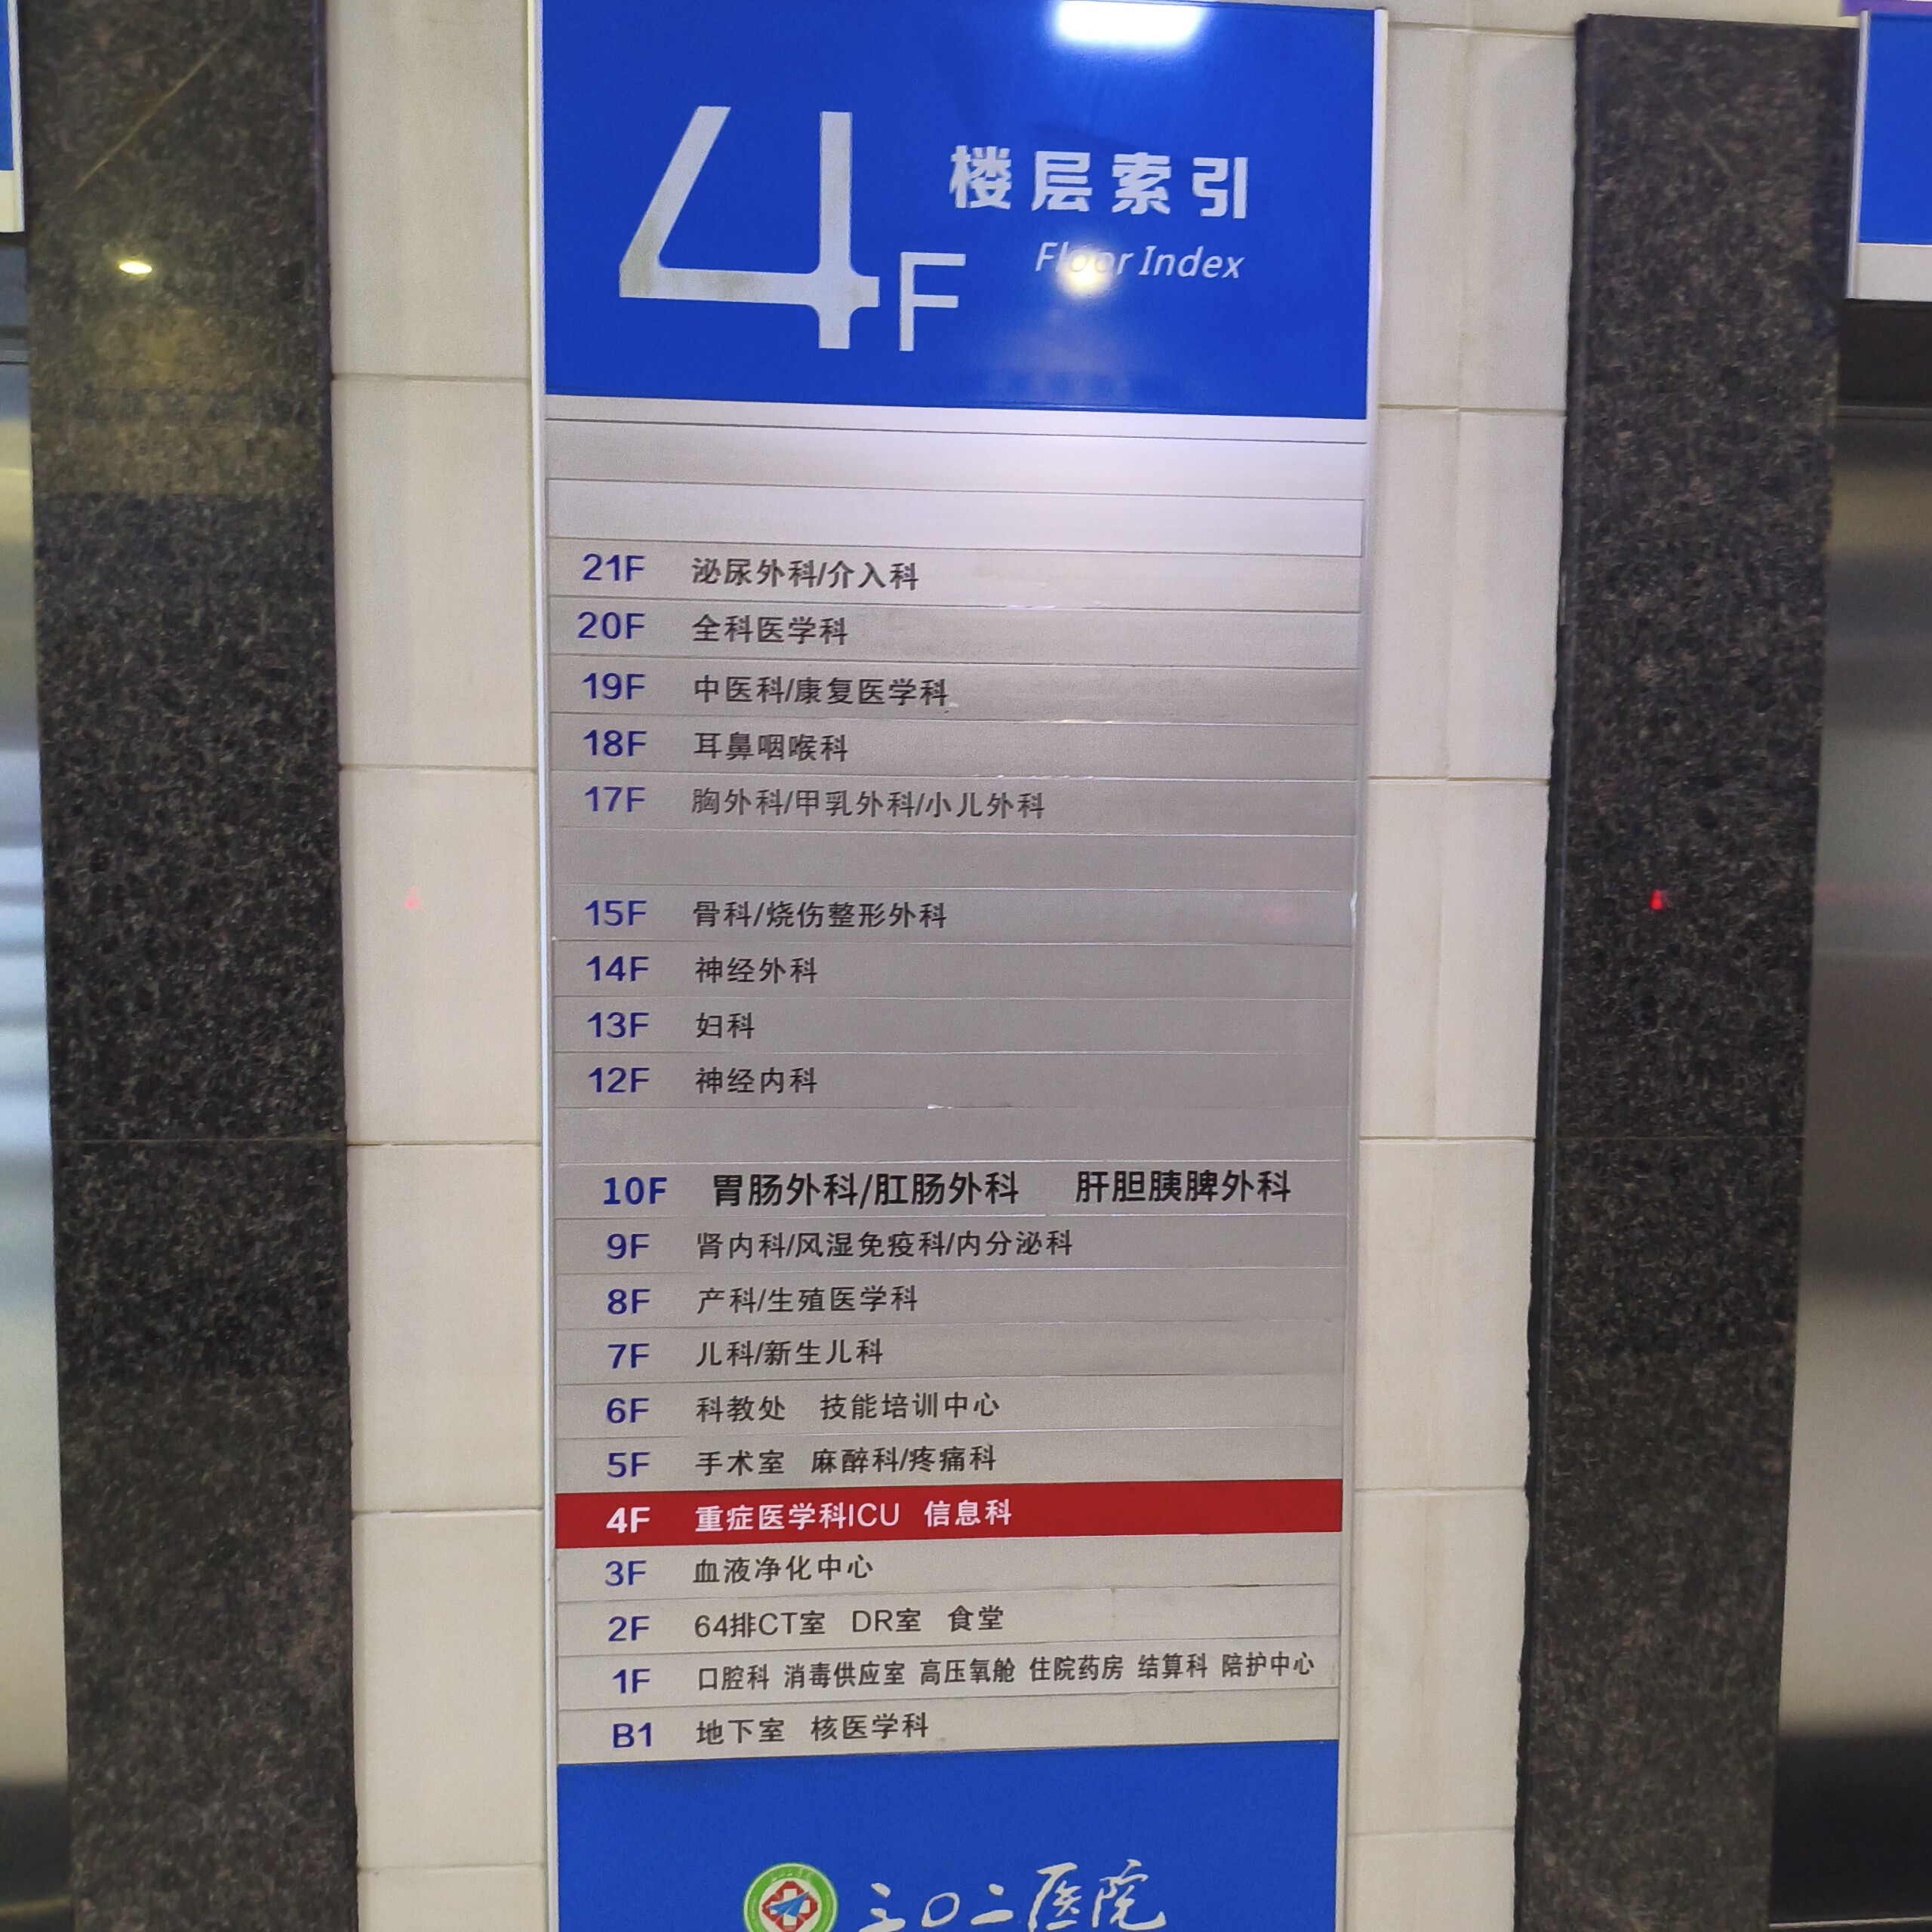 4F 楼层索引
Floor Index
21F 泌尿外科/介入科
20F 全科医学科
19F 中医科/康复医学科
18F 耳鼻咽喉科
17F 胸外科/甲乳外科/小儿外科
15F 骨科/烧伤整形外科
14F 神经外科
13F 妇科
12F 神经内科
10F 胃肠外科/肛肠外科 肝胆胰脾外科
9F 肾内科/风湿免疫科/内分泌科
8F 产科/生殖医学科
7F 儿科/新生儿科
6F 科教处 技能培训中心
5F 手术室 麻醉科/疼痛科
4F 重症医学科ICU 信息科
3F 血液净化中心
2F 64排CT室 DR室 食堂
1F 口腔科 消毒供应室 高压氧舱 住院药房 结算科 陪护中心
B1 地下室 核医学科
三〇二医院